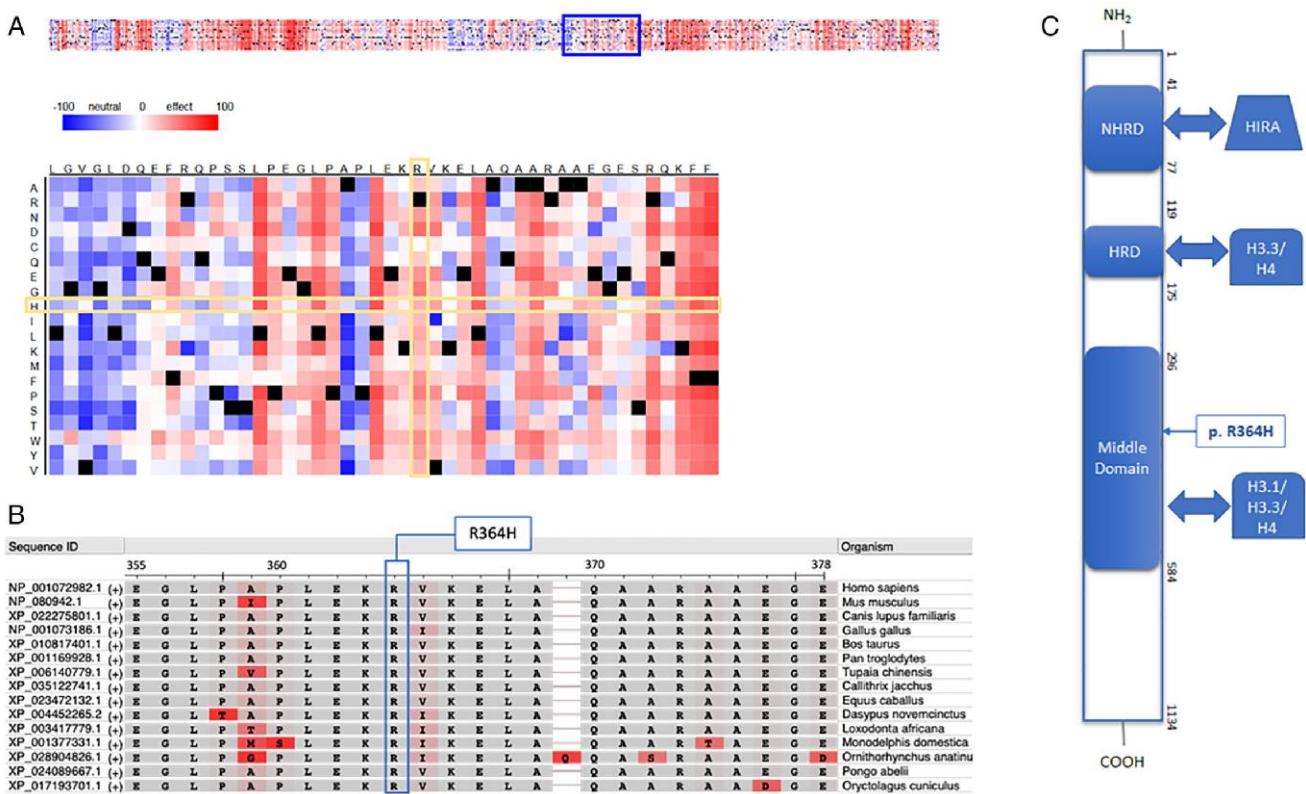 A
-100 neutral 0 effect 100
L G V G L D Q E F R Q P S S L P E G L P A P L E K R V K E L A Q A A R A A E G E S R Q K F F
A
R
N
D
C
Q
E
G
H
I
L
K
M
F
P
S
T
W
Y
V
B
R364H
Sequence ID Organism
355 360 370 378
NP_001072982.1 (+) E G L P A P L E K R V K E L A Q A A R A A E G E Homo sapiens
NP_080942.1 (+) E G L P I P L E K R V K E L A Q A A R A A E G E Mus musculus
XP_022275801.1 (+) E G L P A P L E K R V K E L A Q A A R A A E G E Canis lupus familiaris
NP_001073186.1 (+) E G L P A P L E K R I K E L A Q A A R A A E G E Gallus gallus
XP_010817401.1 (+) E G L P A P L E K R V K E L A Q A A R A A E G E Bos taurus
XP_001169928.1 (+) E G L P A P L E K R V K E L A Q A A R A A E G E Pan troglodytes
XP_006140779.1 (+) E G L P V P L E K R V K E L A Q A A R A A E G E Tupaia chinensis
XP_035122741.1 (+) E G L P A P L E K R V K E L A Q A A R A A E G E Callithrix jacchus
XP_023472132.1 (+) E G L P A P L E K R V K E L A Q A A R A A E G E Equus caballus
XP_004452265.2 (+) E G L T A P L E K R I K E L A Q A A R A A E G E Dasypus novemcinctus
XP_003417779.1 (+) E G L P T P L E K R I K E L A Q A A R A A E G E Loxodonta africana
XP_001377331.1 (+) E G L P M S L E K R I K E L A Q A A R T A E G E Monodelphis domestica
XP_028904826.1 (+) E G L P G P L E K R I K E L A Q Q A S R A A E G D Ornithorhynchus anatinu
XP_024089667.1 (+) E G L P A P L E K R V K E L A Q A A R A A E G E Pongo abelii
XP_017193701.1 (+) E G L P A P L E K R V K E L A Q A A R A A D G E Oryctolagus cuniculus
C
NH2
1
41
NHRD
HIRA
77
119
HRD
H3.3/
H4
175
296
p. R364H
Middle
Domain
H3.1/
H3.3/
H4
584
1134
COOH